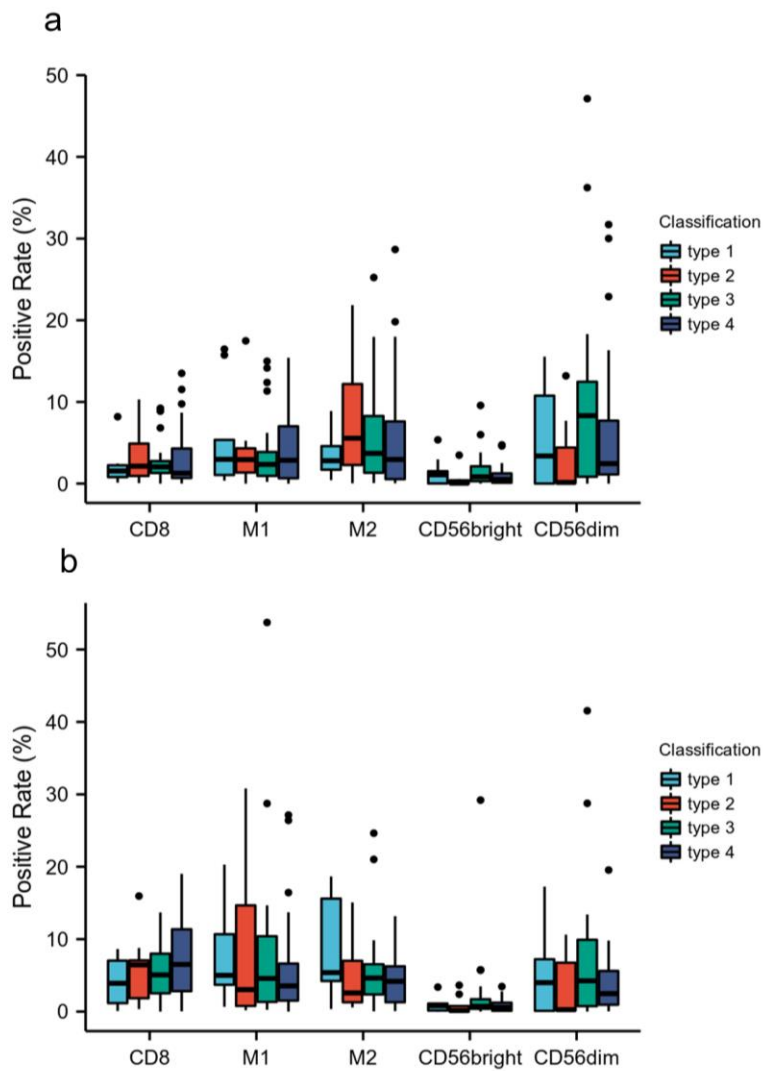 a
50
40
30
20
10
0
Positive Rate (%)
CD8 M1 M2 CD56bright CD56dim
Classification
type 1
type 2
type 3
type 4
b
50
40
30
20
10
0
Positive Rate (%)
CD8 M1 M2 CD56bright CD56dim
Classification
type 1
type 2
type 3
type 4